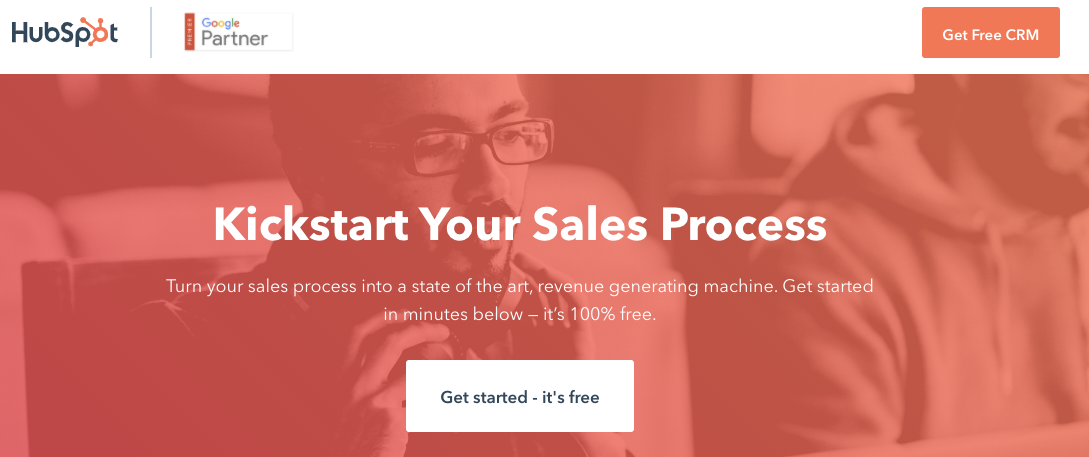 HubSpot
PREMIER
Google
Partner
Get Free CRM
Kickstart Your Sales Process
Turn your sales process into a state of the art, revenue generating machine. Get started
in minutes below — it’s 100% free.
Get started - it's free